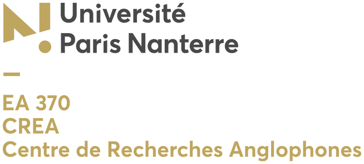 Université
Paris Nanterre
EA 370
CREA
Centre de Recherches Anglophones